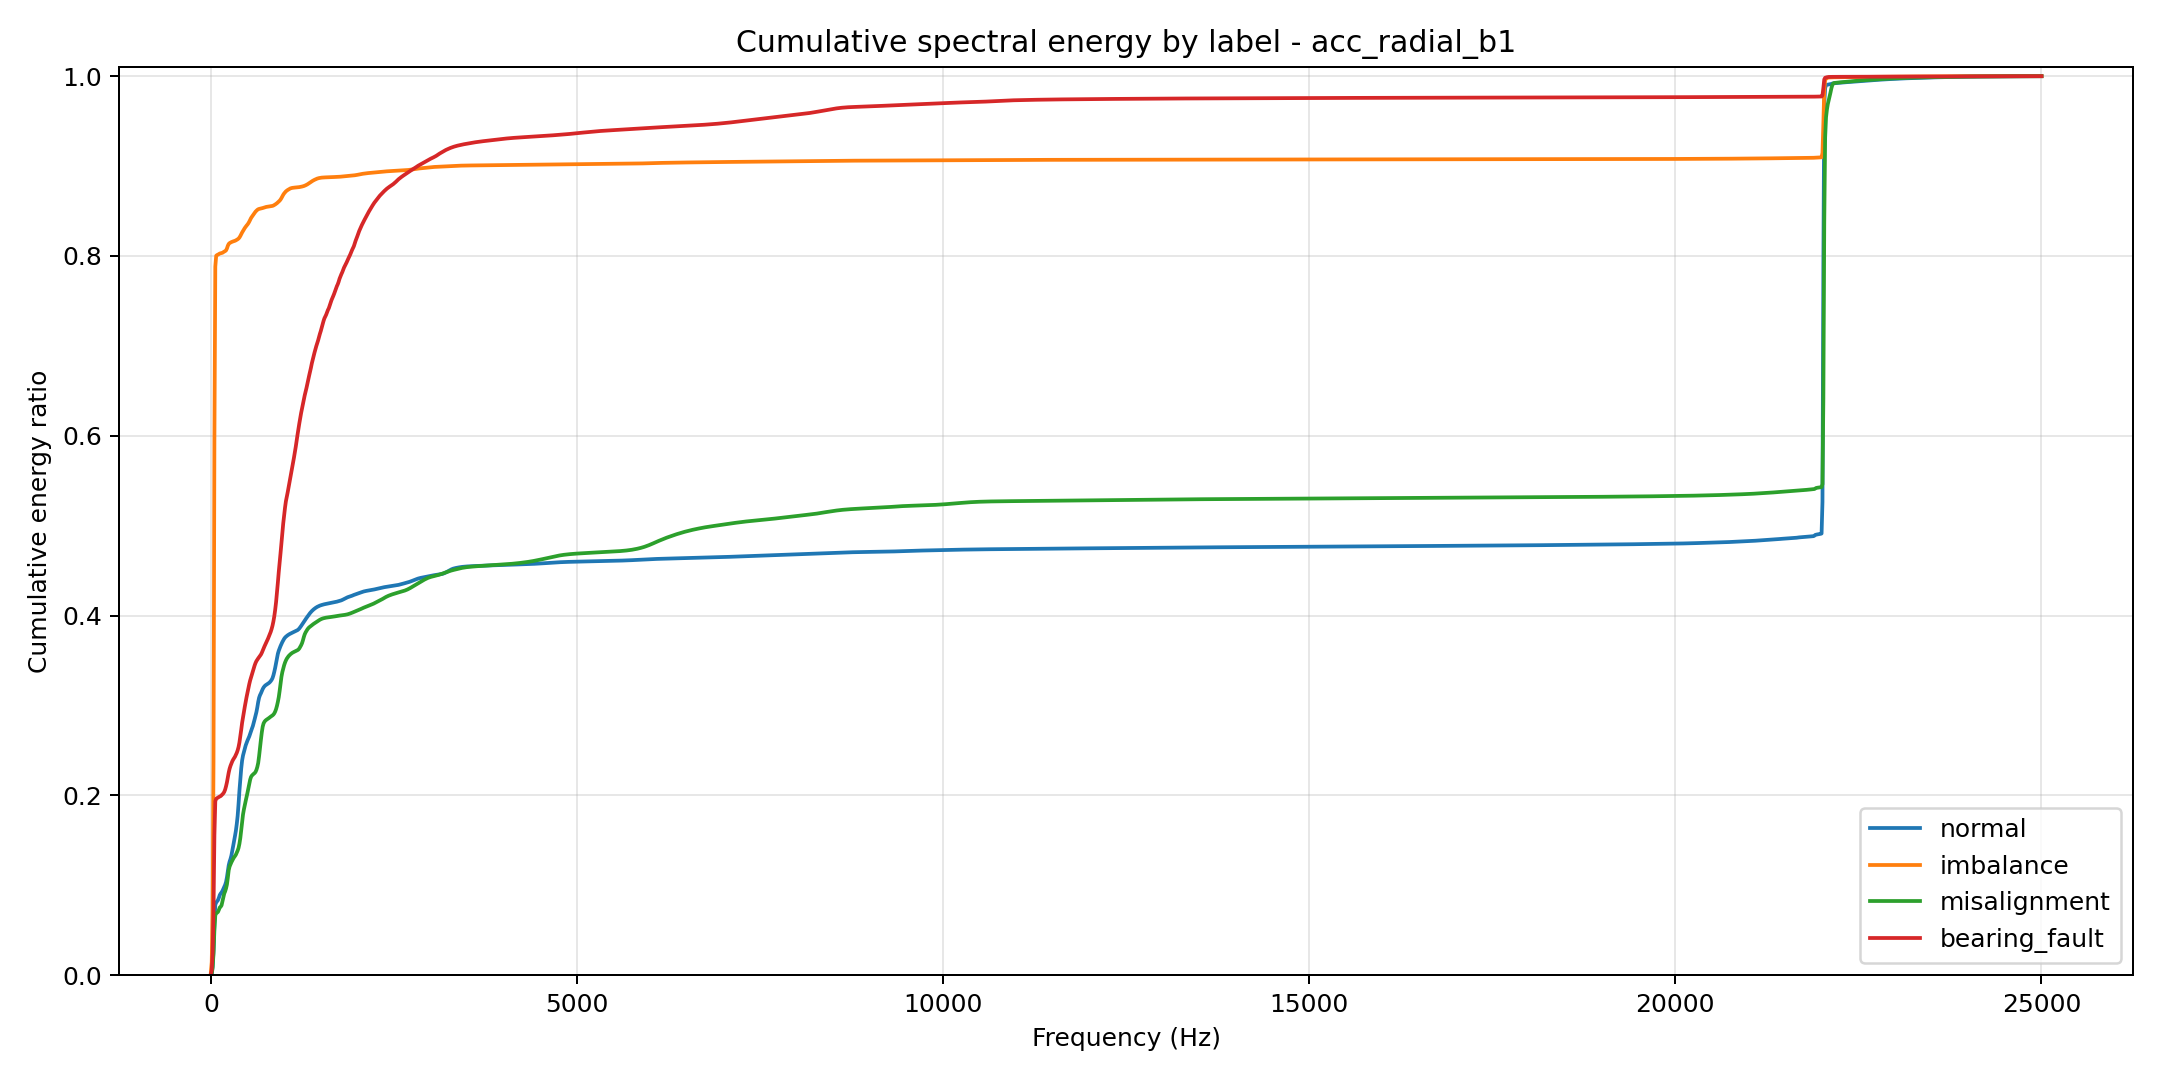 Cumulative spectral energy by label - acc_radial_b1
Cumulative energy ratio
1.0
0.8
0.6
0.4
0.2
0.0
0
5000
10000
15000
20000
25000
Frequency (Hz)
normal
imbalance
misalignment
bearing_fault